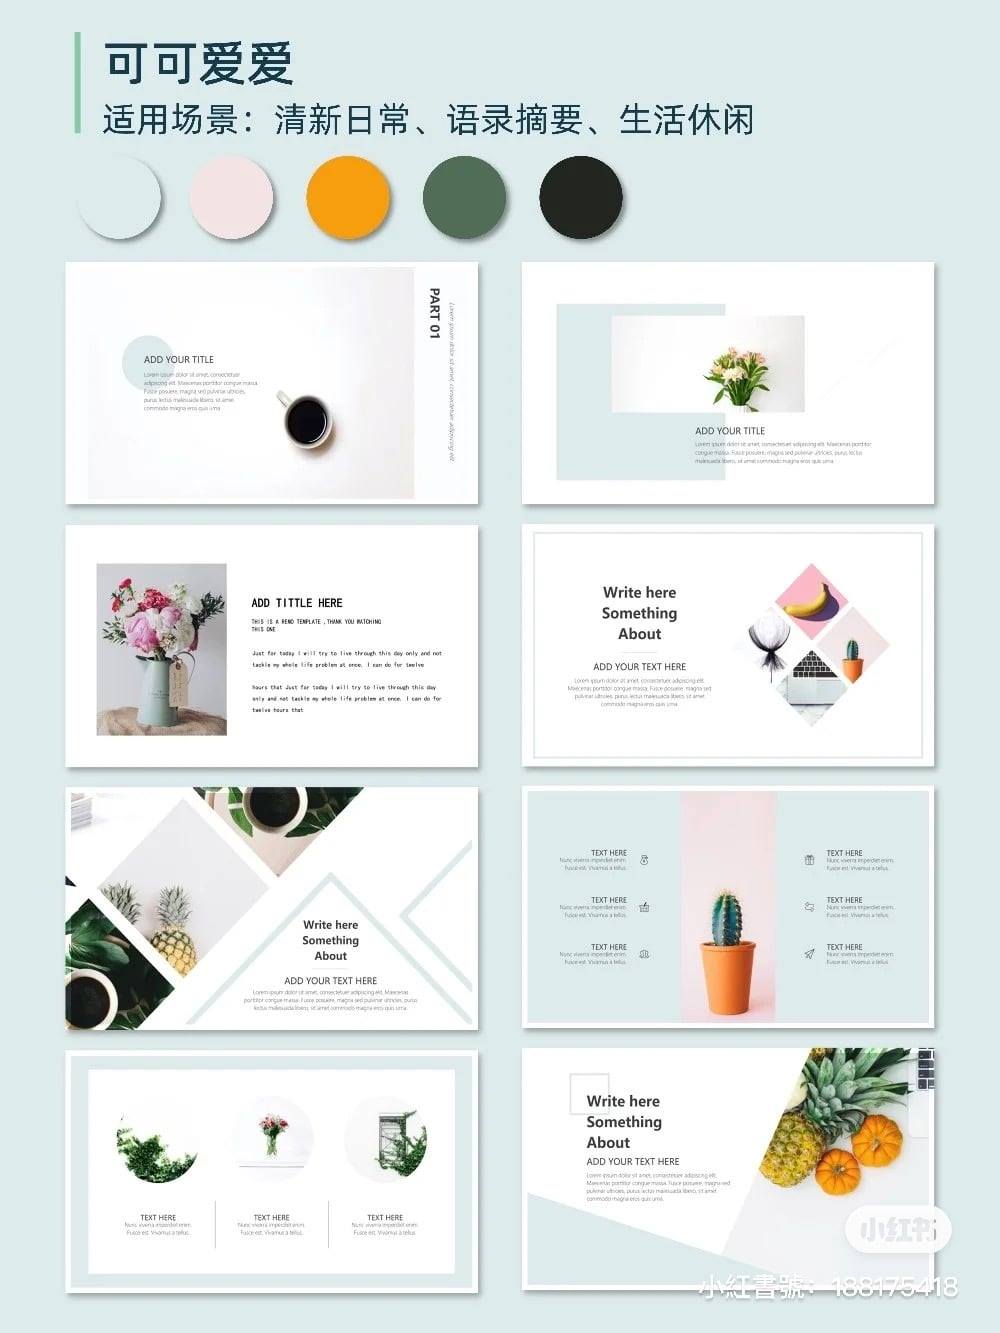 可可爱爱
适用场景：清新日常、语录摘要、生活休闲
PART 01
Lorem ipsum dolor sit amet, consectetuer adipiscing elit.
ADD YOUR TITLE
Lorem ipsum dolor sit amet, consectetuer
adipiscing elit. Maecenas porttitor congue massa.
Fusce posuere, magna sed pulvinar ultricies,
purus lectus malesuada libero, sit amet
commodo magna eros quis urna.
ADD YOUR TITLE
Lorem ipsum dolor sit amet, consectetuer adipiscing elit. Maecenas porttitor
congue massa. Fusce posuere, magna sed pulvinar ultricies, purus lectus
malesuada libero, sit amet commodo magna eros quis urna.
ADD TITTLE HERE
THIS IS A RENO TEMPLATE ,THANK YOU WATCHING
THIS ONE
Just for today I will try to live through this day only and not
tackle my whole life problem at once. I can do for twelve
hours that Just for today I will try to live through this day
only and not tackle my whole life problem at once. I can do for
twelve hours that
Write here
Something
About
ADD YOUR TEXT HERE
Lorem ipsum dolor sit amet, consectetuer adipiscing elit.
Maecenas porttitor congue massa. Fusce posuere, magna sed
pulvinar ultricies, purus lectus malesuada libero, sit amet
commodo magna eros quis urna.
Write here
Something
About
ADD YOUR TEXT HERE
Lorem ipsum dolor sit amet, consectetuer adipiscing elit. Maecenas
porttitor congue massa. Fusce posuere, magna sed pulvinar ultricies, purus
lectus malesuada libero, sit amet commodo magna eros quis urna.
TEXT HERE
Nunc viverra imperdiet enim.
Fusce est. Vivamus a tellus.
TEXT HERE
Nunc viverra imperdiet enim.
Fusce est. Vivamus a tellus.
TEXT HERE
Nunc viverra imperdiet enim.
Fusce est. Vivamus a tellus.
TEXT HERE
Nunc viverra imperdiet enim.
Fusce est. Vivamus a tellus.
TEXT HERE
Nunc viverra imperdiet enim.
Fusce est. Vivamus a tellus.
TEXT HERE
Nunc viverra imperdiet enim.
Fusce est. Vivamus a tellus.
TEXT HERE
Nunc viverra imperdiet enim.
Fusce est. Vivamus a tellus.
TEXT HERE
Nunc viverra imperdiet enim.
Fusce est. Vivamus a tellus.
TEXT HERE
Nunc viverra imperdiet enim.
Fusce est. Vivamus a tellus.
Write here
Something
About
ADD YOUR TEXT HERE
Lorem ipsum dolor sit amet, consectetuer adipiscing elit.
Maecenas porttitor congue massa. Fusce posuere, magna sed
pulvinar ultricies, purus lectus malesuada libero, sit amet
commodo magna eros quis urna.
小红书
小紅書號：188175418